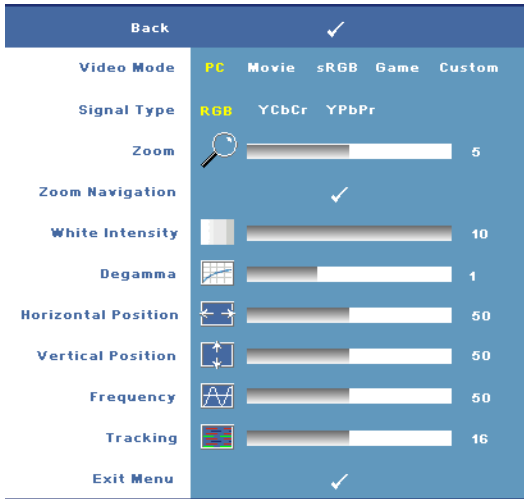 Back
Video Mode PC Movie sRGB Game Custom
Signal Type RGB YCbCr YPbPr
Zoom 5
Zoom Navigation
White Intensity 10
Degamma 1
Horizontal Position 50
Vertical Position 50
Frequency 50
Tracking 16
Exit Menu